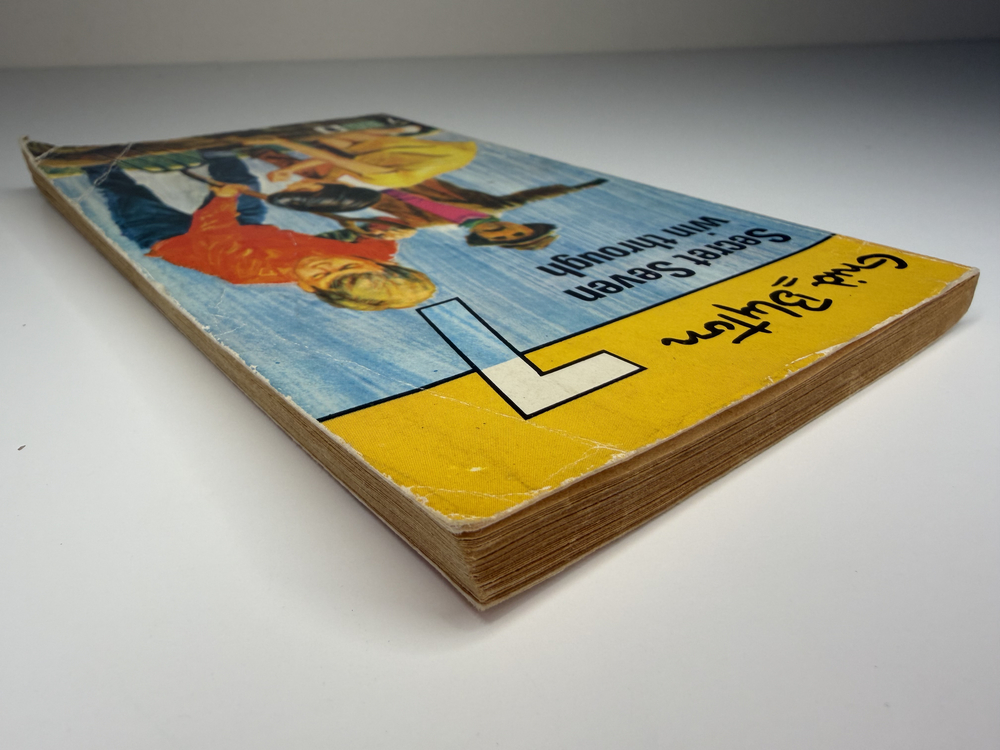 Enid Blyton
7
Secret Seven
win through